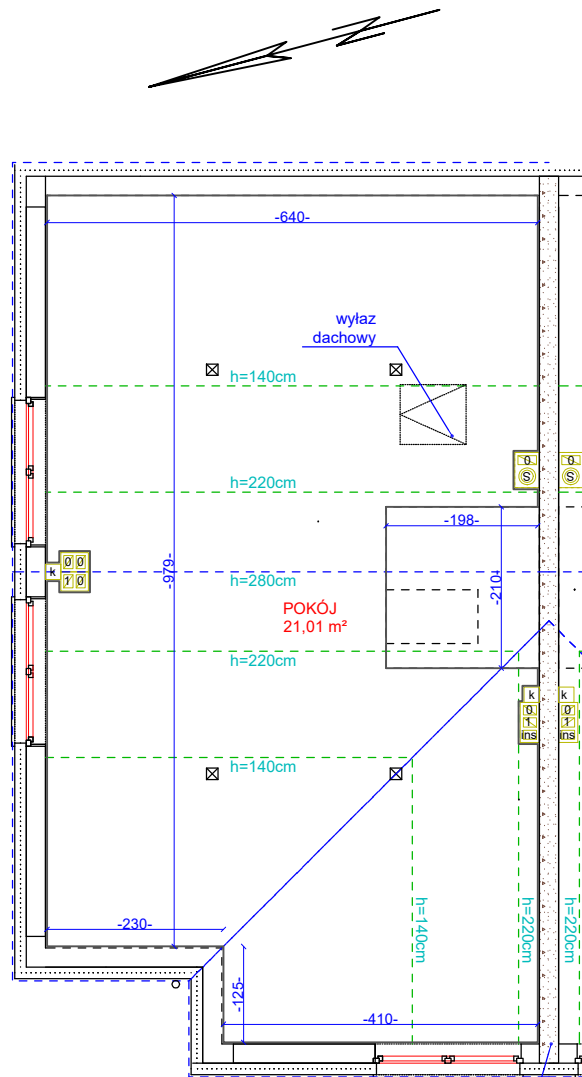 -640-
wyłaz
dachowy
h=140cm
0
S
0
S
h=220cm
-198-
-979-
k
0 0
1 0
h=280cm
-210-
POKÓJ
21,01 m²
h=220cm
k
0
1
ins
k
0
1
ins
h=140cm
-230-
h=140cm
h=220cm
h=220cm
-125-
-410-